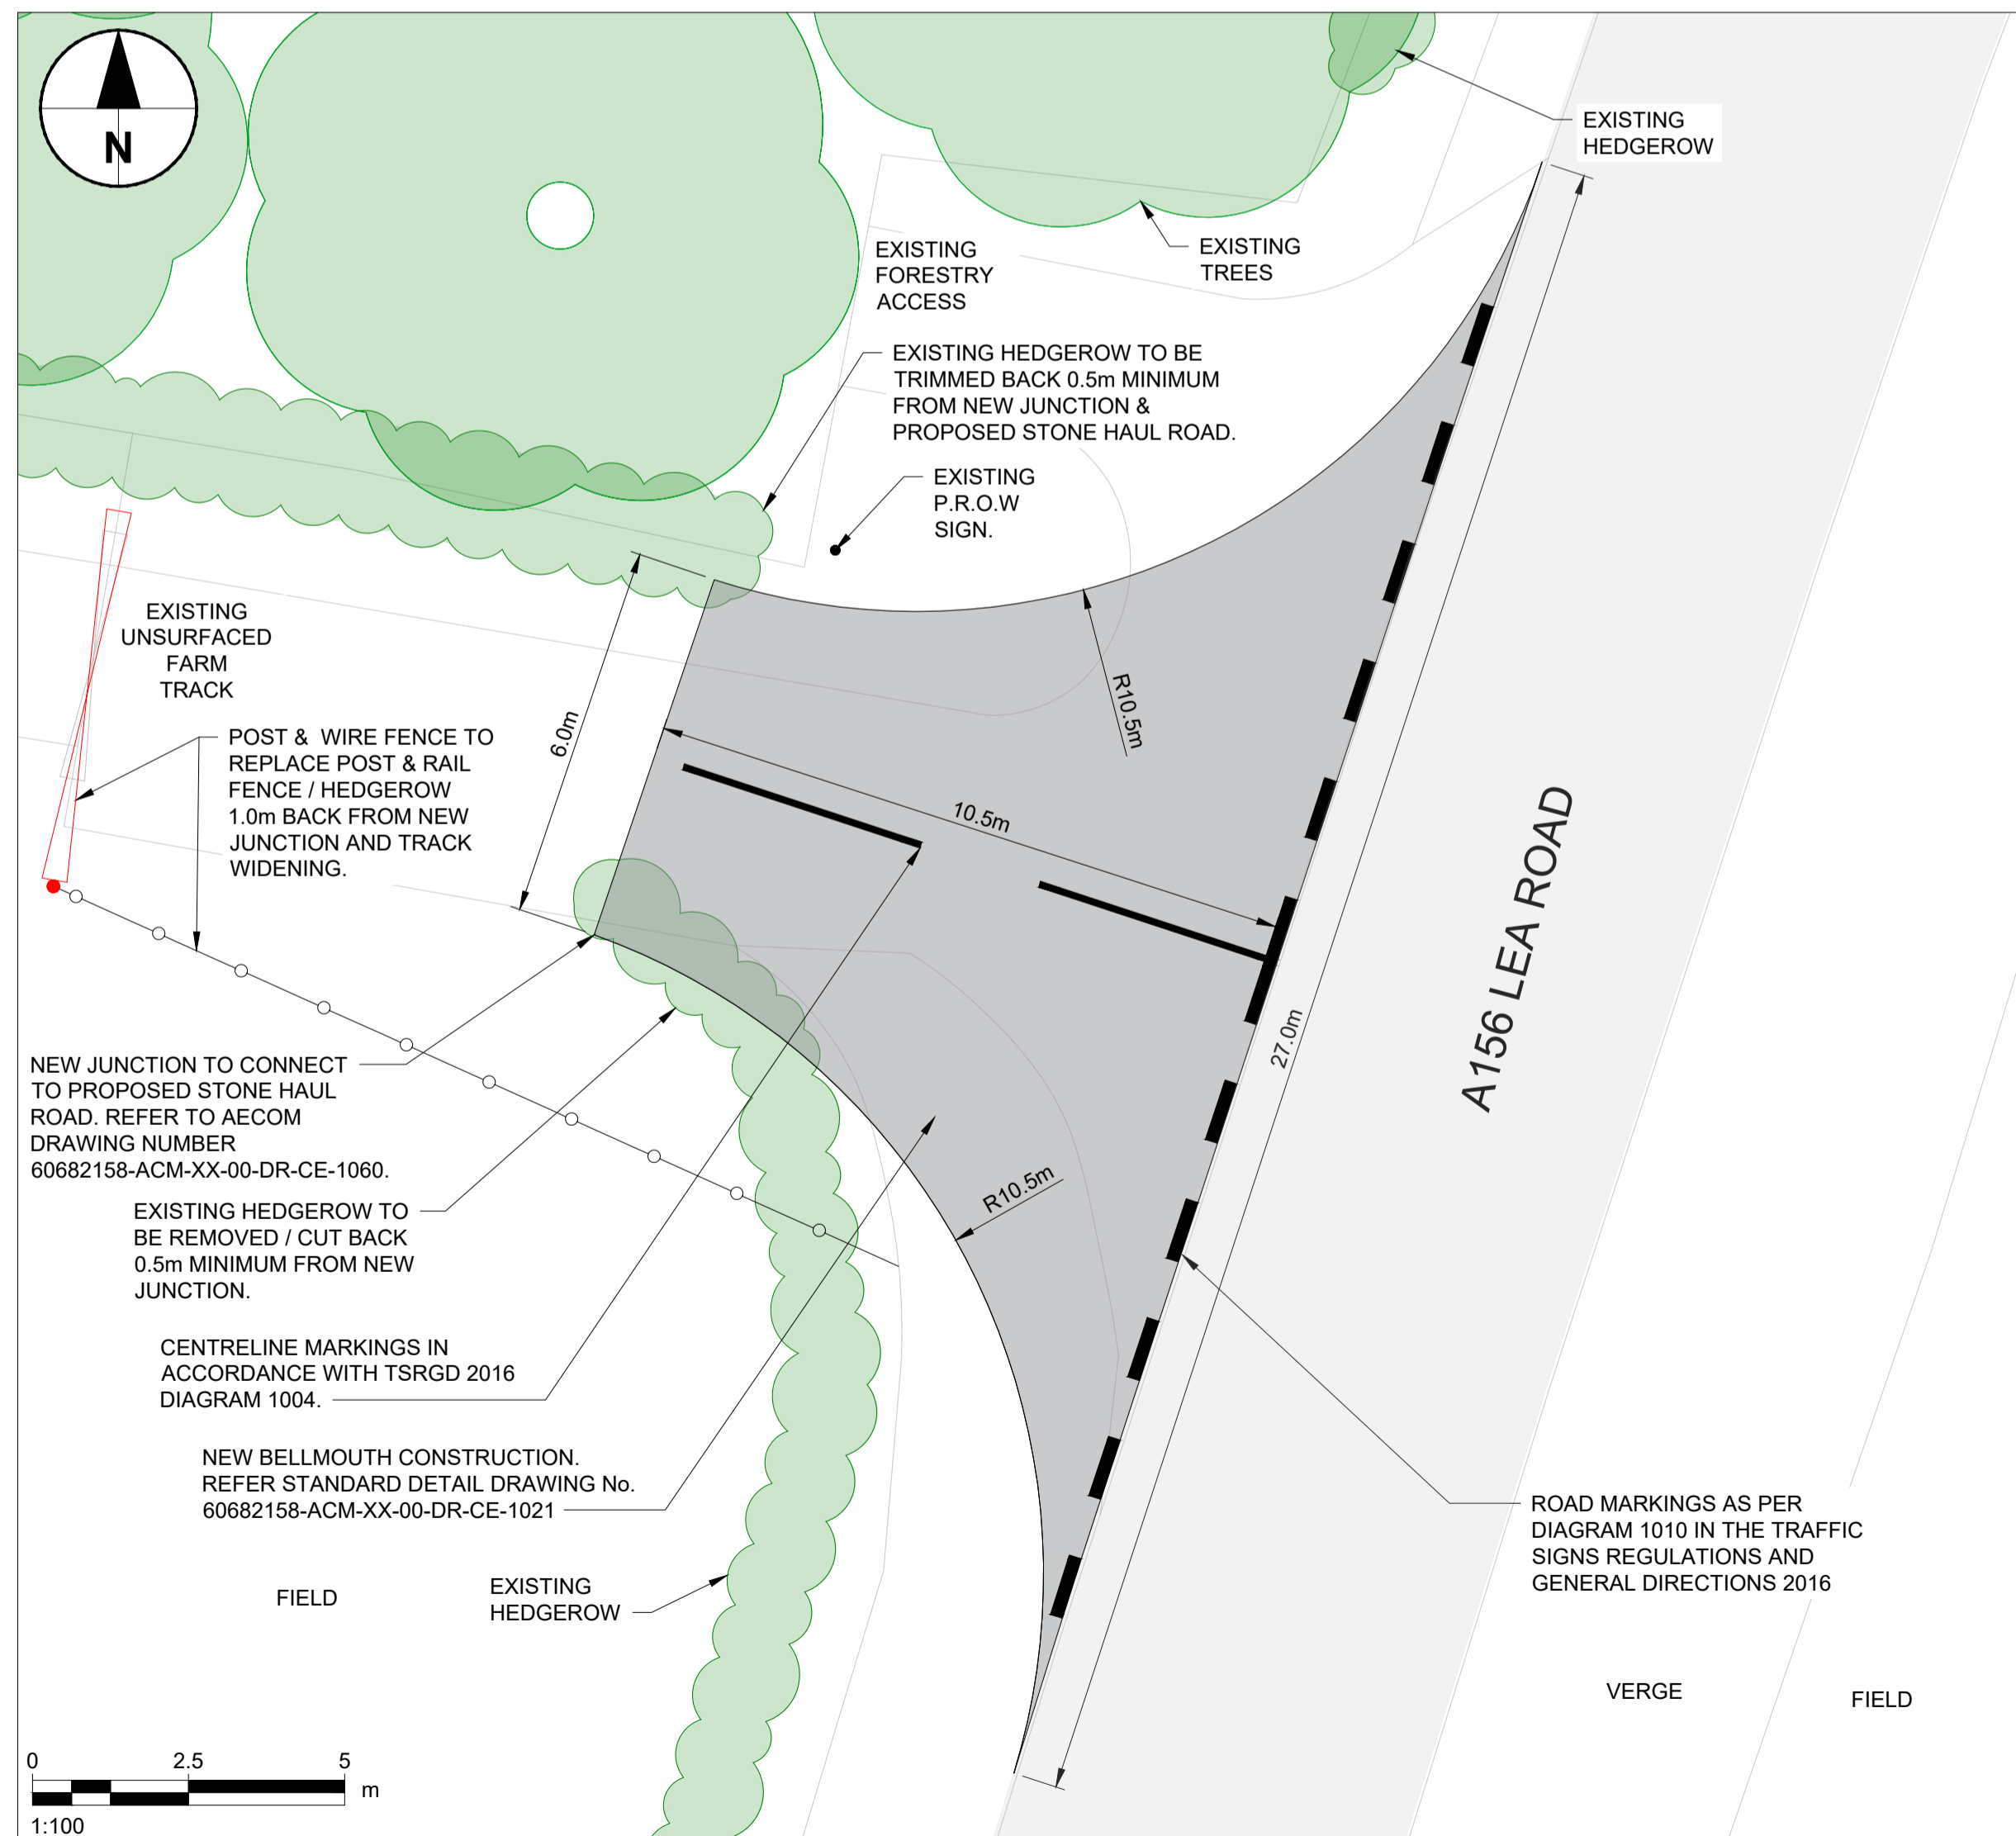 N
EXISTING
HEDGEROW
EXISTING
TREES
EXISTING
FORESTRY
ACCESS
EXISTING HEDGEROW TO BE
TRIMMED BACK 0.5m MINIMUM
FROM NEW JUNCTION &
PROPOSED STONE HAUL ROAD.
EXISTING
P.R.O.W
SIGN.
EXISTING
UNSURFACED
FARM
TRACK
6.0m
R10.5m
POST &  WIRE FENCE TO
REPLACE POST & RAIL
FENCE / HEDGEROW
1.0m BACK FROM NEW
JUNCTION AND TRACK
WIDENING.
10.5m
A156 LEA ROAD
27.0m
NEW JUNCTION TO CONNECT
TO PROPOSED STONE HAUL
ROAD. REFER TO AECOM
DRAWING NUMBER
60682158-ACM-XX-00-DR-CE-1060.
R10.5m
EXISTING HEDGEROW TO
BE REMOVED / CUT BACK
0.5m MINIMUM FROM NEW
JUNCTION.
CENTRELINE MARKINGS IN
ACCORDANCE WITH TSRGD 2016
DIAGRAM 1004.
NEW BELLMOUTH CONSTRUCTION.
REFER STANDARD DETAIL DRAWING No.
60682158-ACM-XX-00-DR-CE-1021
ROAD MARKINGS AS PER
DIAGRAM 1010 IN THE TRAFFIC
SIGNS REGULATIONS AND
GENERAL DIRECTIONS 2016
FIELD
EXISTING
HEDGEROW
VERGE
FIELD
0 2.5 5
m
1:100